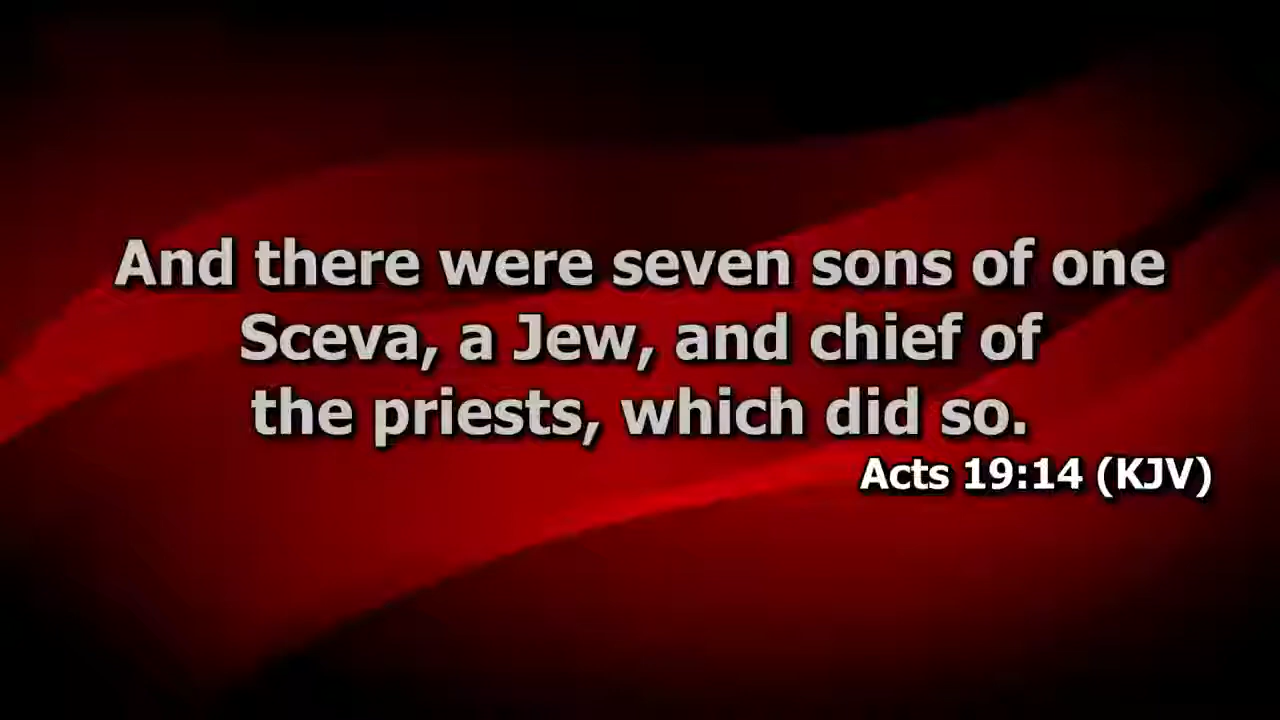 And there were seven sons of one
Sceva, a Jew, and chief of
the priests, which did so.
Acts 19:14 (KJV)